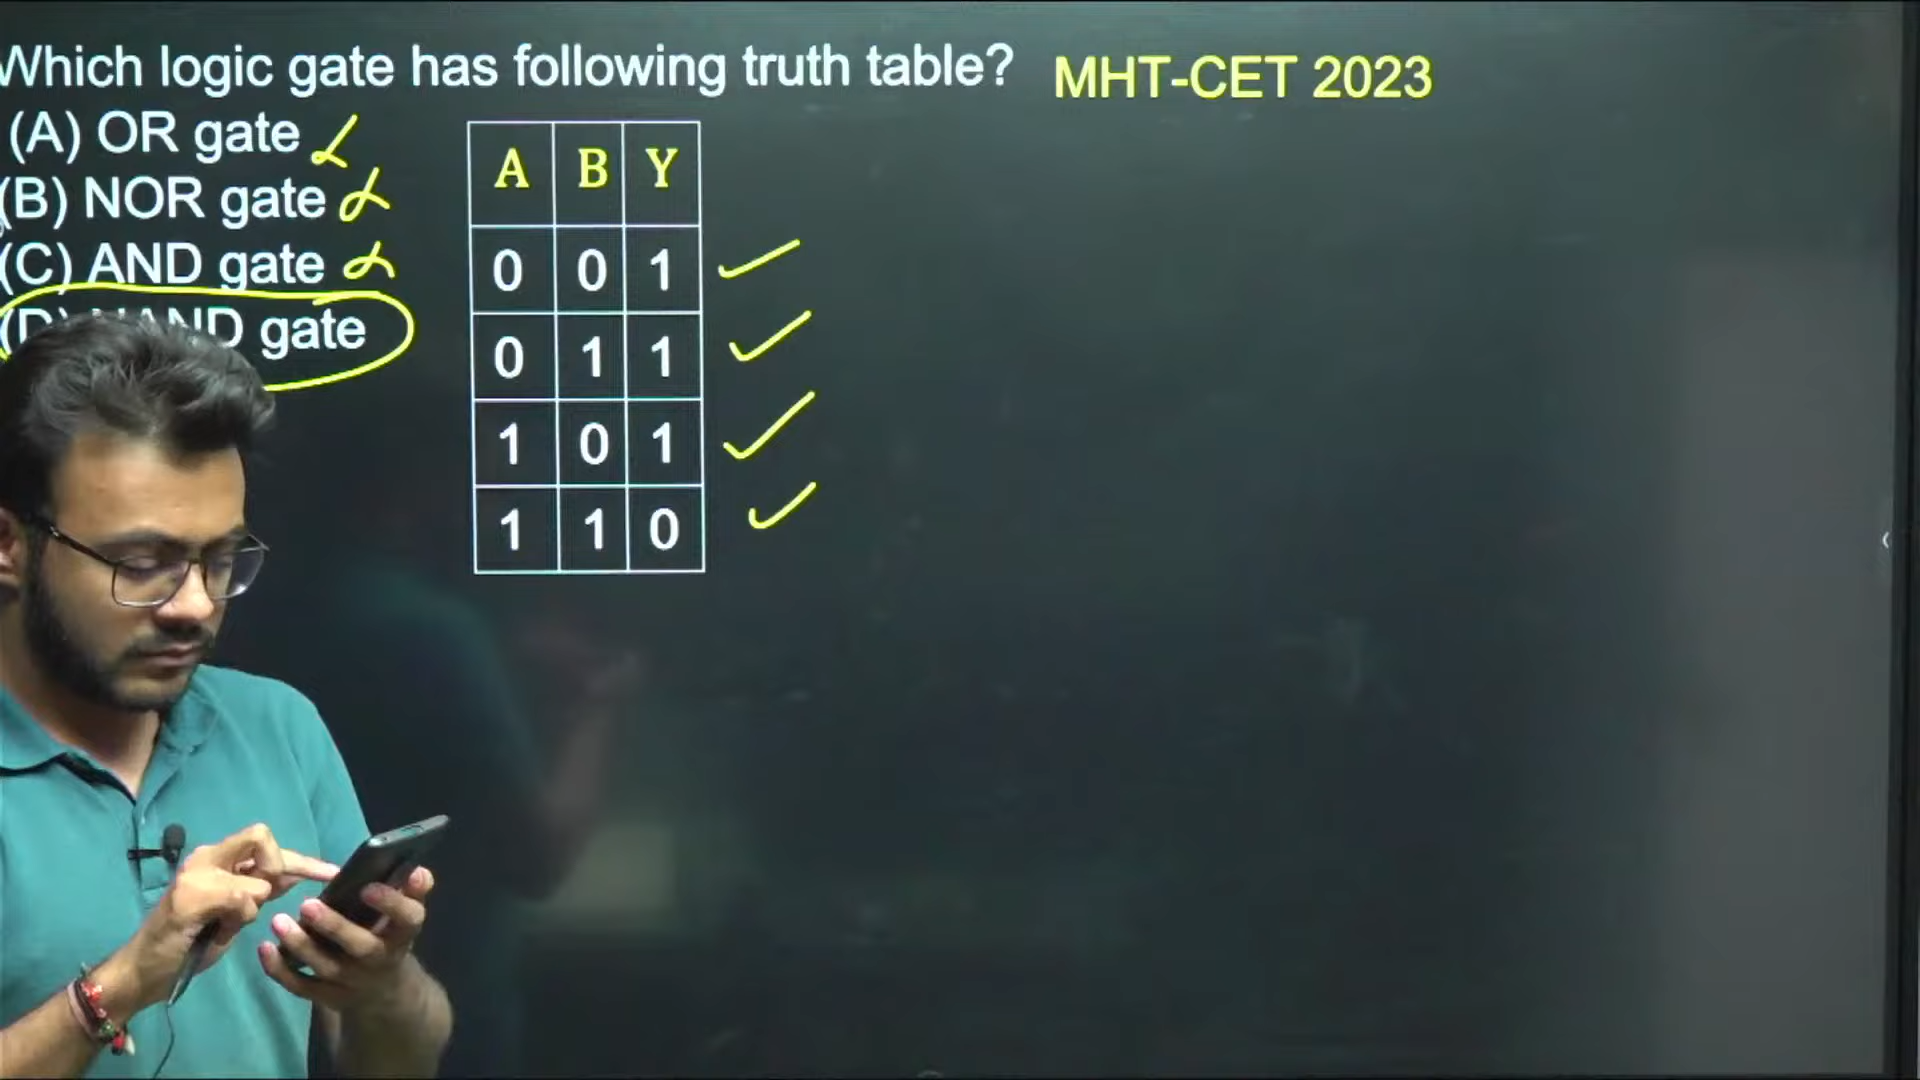 Which logic gate has following truth table? MHT-CET 2023
(A) OR gate
(B) NOR gate
(C) AND gate
(D) NAND gate
A B Y
0 0 1
0 1 1
1 0 1
1 1 0